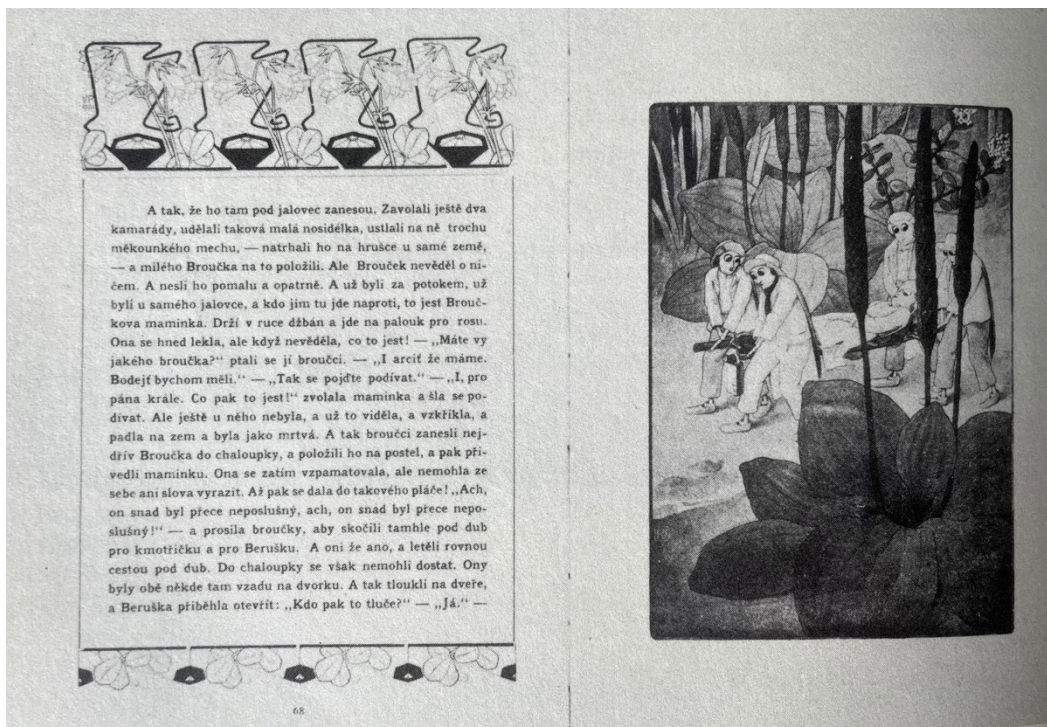 A tak, že ho tam pod jalovec zanesou. Zavolali ještě dva
kamarády, udělali taková malá nosidélka, ustlali na ně trochu
měkounkého mechu, — natrhali ho na hrušce u samé země,
— a milého Broučka na to položili. Ale Brouček nevěděl o ni-
čem. A nesli ho pomalu a opatrně. A už byli za potokem, už
byli u samého jalovce, a kdo jim tu jde naproti, to jest Brouč-
kova maminka. Drží v ruce džbán a jde na palouk pro rosu.
Ona se hned lekla, ale když nevěděla, co to jest! — „Máte vy
jakého broučka?“ ptali se jí broučci. — „I arciť že máme.
Bodejť bychom měli.“ — „Tak se pojďte podívat.“ — „I, pro
pána krále. Co pak to jest!“ zvolala maminka a šla se po-
dívat. Ale ještě u něho nebyla, a už to viděla, a vzkřikla, a
padla na zem a byla jako mrtvá. A tak broučci zanesli nej-
dřív Broučka do chaloupky, a položili ho na postel, a pak při-
vedli maminku. Ona se zatím vzpamatovala, ale nemohla ze
sebe ani slova vyrazit. Až pak se dala do takového pláče! „Ach,
on snad byl přece neposlušný, ach, on snad byl přece nepo-
slušný!“ — a prosila broučky, aby skočili tamhle pod dub
pro kmotřičku a pro Berušku. A oni že ano, a letěli rovnou
cestou pod dub. Do chaloupky se však nemohli dostat. Ony
byly obě někde tam vzadu na dvorku. A tak tloukli na dveře,
a Beruška přiběhla otevřít: „Kdo pak to tluče?“ — „Já.“ —
68